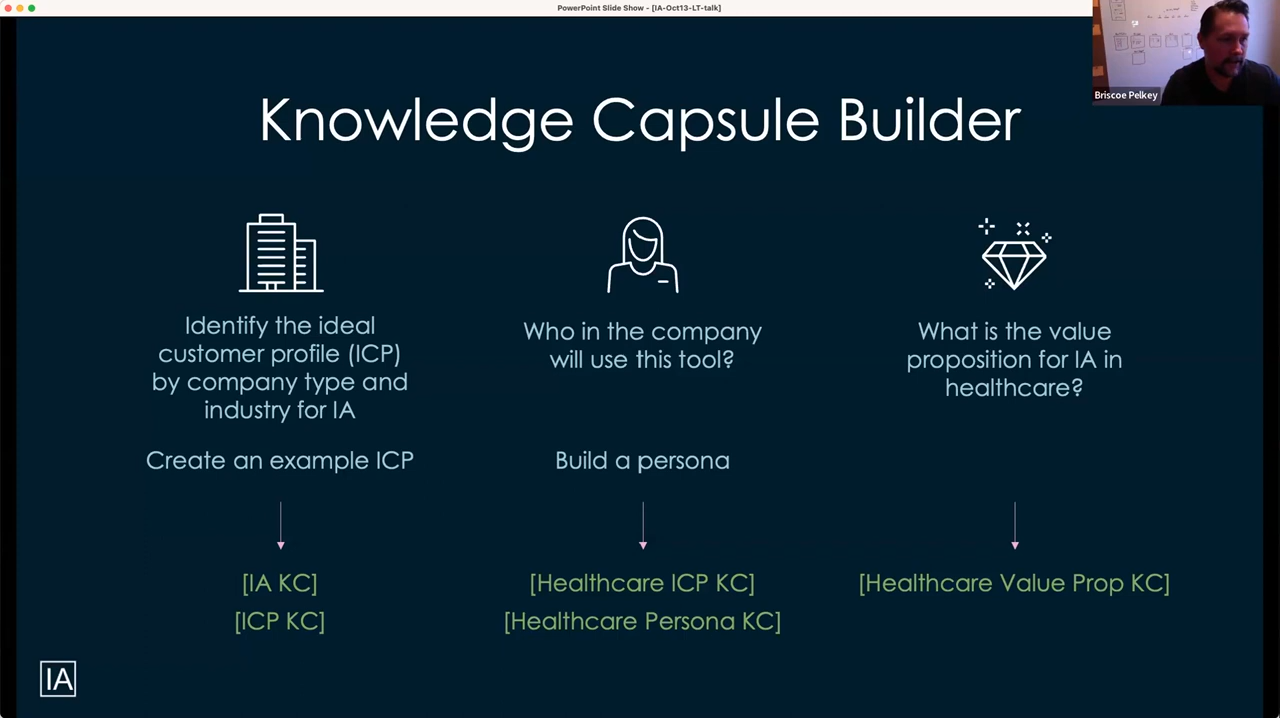 PowerPoint Slide Show - [IA-Oct13-LT-talk]
Briscoe Pelkey
Knowledge Capsule Builder
Identify the ideal
customer profile (ICP)
by company type and
industry for IA
Create an example ICP
[IA KC]
[ICP KC]
Who in the company
will use this tool?
Build a persona
[Healthcare ICP KC]
[Healthcare Persona KC]
What is the value
proposition for IA in
healthcare?
[Healthcare Value Prop KC]
IA